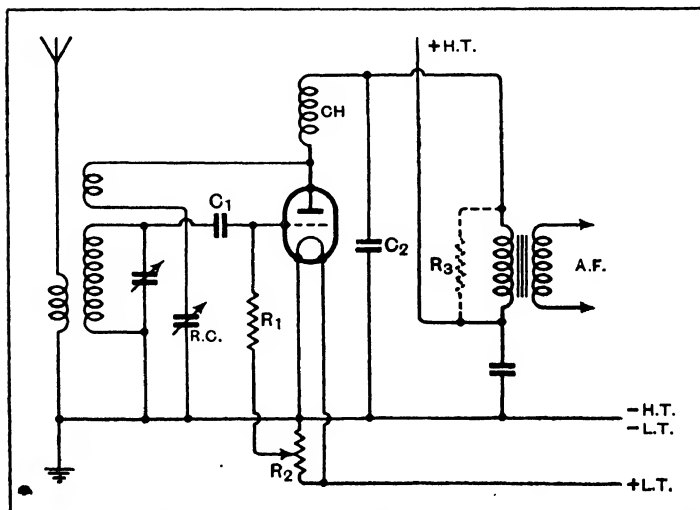 +H.T.
CH
C1
C2
R3
A.F.
R.C.
R1
-H.T.
-L.T.
R2
+L.T.